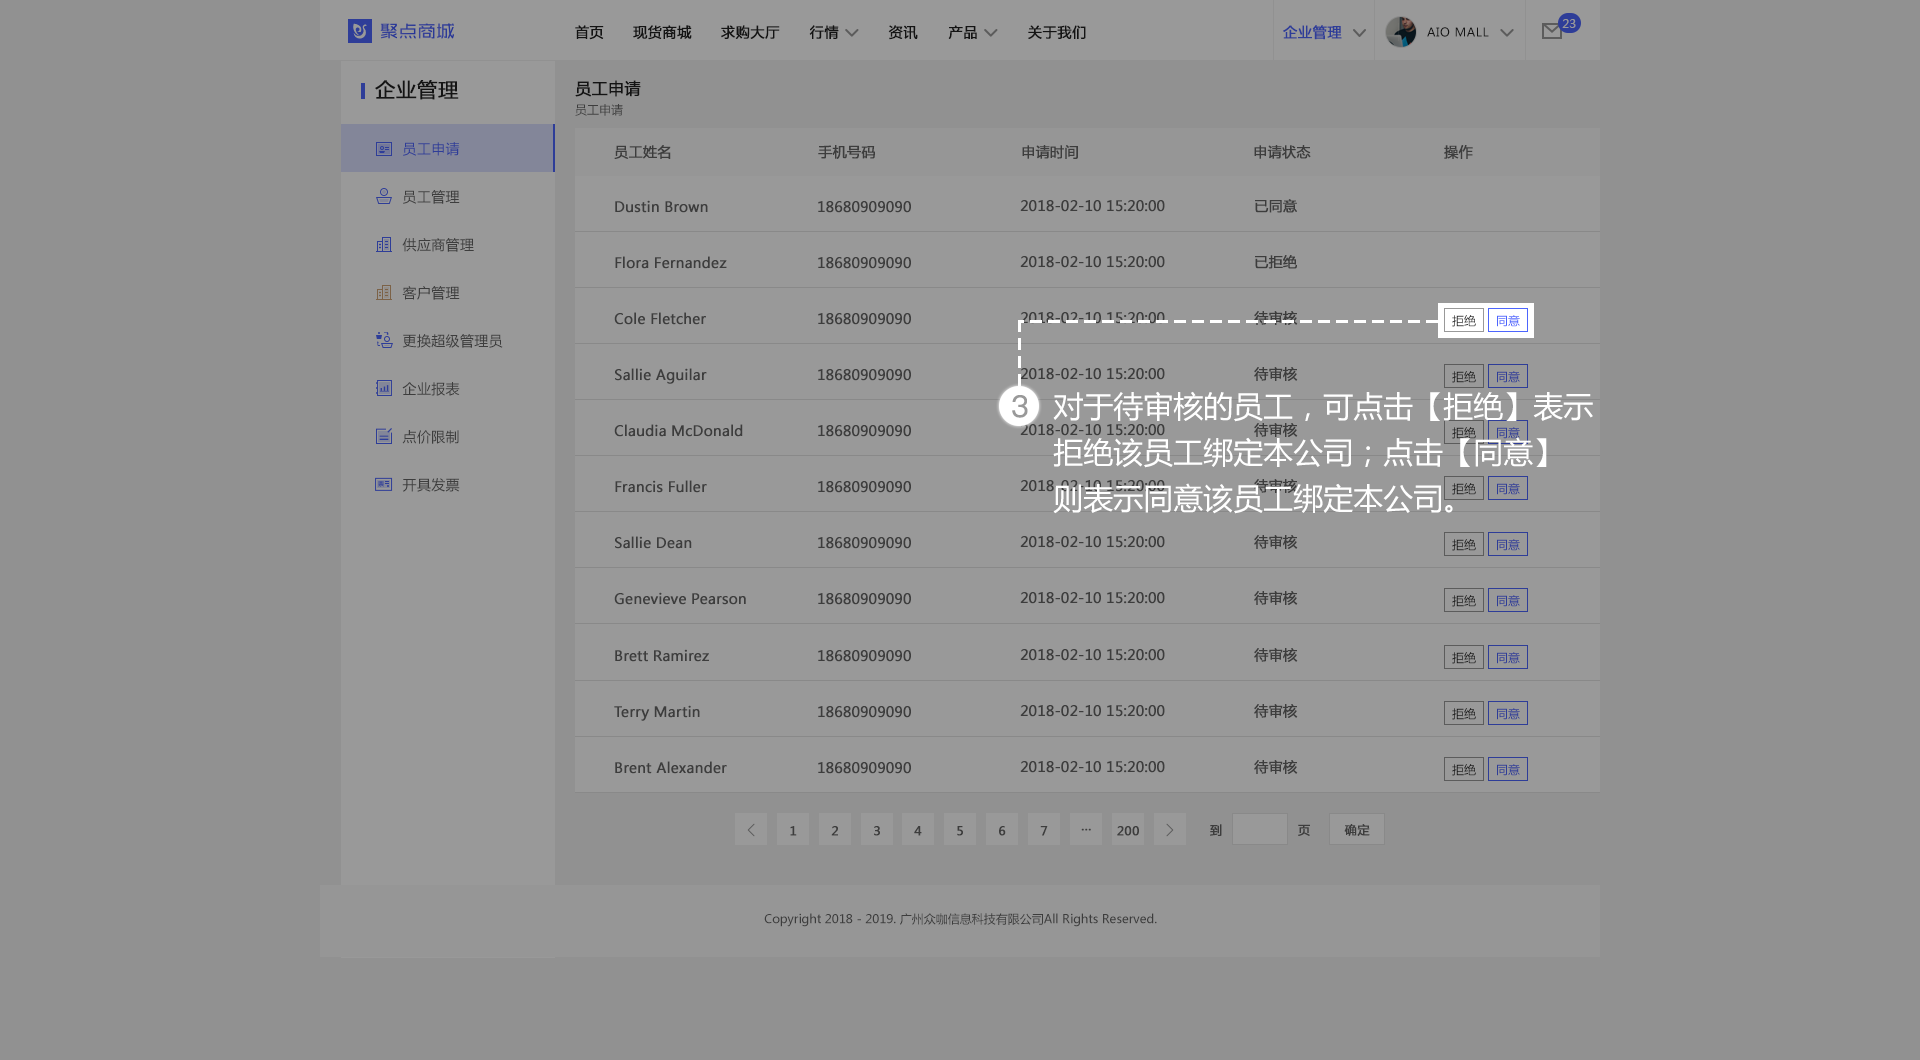 聚点商城
首页 现货商城 求购大厅 行情 资讯 产品 关于我们
企业管理 AIO MALL 23
企业管理
员工申请
员工管理
供应商管理
客户管理
更换超级管理员
企业报表
点价限制
开具发票
员工申请
员工申请
员工姓名 手机号码 申请时间 申请状态 操作
Dustin Brown 18680909090 2018-02-10 15:20:00 已同意
Flora Fernandez 18680909090 2018-02-10 15:20:00 已拒绝
Cole Fletcher 18680909090 2018-02-10 15:20:00 待审核 拒绝 同意
Sallie Aguilar 18680909090 2018-02-10 15:20:00 待审核 拒绝 同意
Claudia McDonald 18680909090 2018-02-10 15:20:00 待审核 拒绝 同意
Francis Fuller 18680909090 2018-02-10 15:20:00 待审核 拒绝 同意
Sallie Dean 18680909090 2018-02-10 15:20:00 待审核 拒绝 同意
Genevieve Pearson 18680909090 2018-02-10 15:20:00 待审核 拒绝 同意
Brett Ramirez 18680909090 2018-02-10 15:20:00 待审核 拒绝 同意
Terry Martin 18680909090 2018-02-10 15:20:00 待审核 拒绝 同意
Brent Alexander 18680909090 2018-02-10 15:20:00 待审核 拒绝 同意
3 对于待审核的员工，可点击【拒绝】表示
拒绝该员工绑定本公司；点击【同意】
则表示同意该员工绑定本公司。
1 2 3 4 5 6 7 ... 200 到 页 确定
Copyright 2018 - 2019. 广州众咖信息科技有限公司All Rights Reserved.